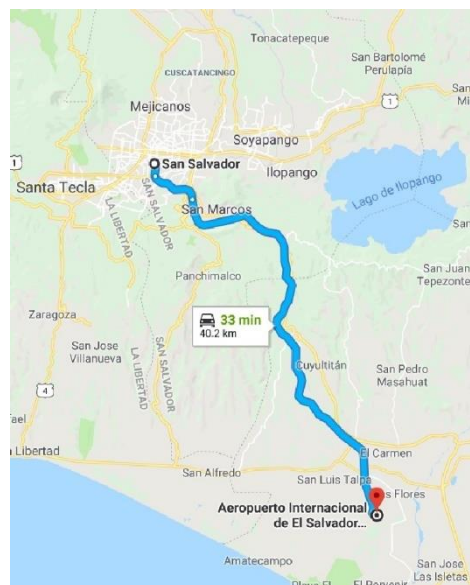 Tonacatepeque
CUSCATANCINGO
San Bartolomé
Perulapía
Mejicanos
1
1
Soyapango
San Salvador
Ilopango
Santa Tecla
Lago de Ilopango
LA LIBERTAD
SAN SALVADOR
San Marcos
San Juan
Tepezonte
Panchimalco
33 min
40.2 km
Zaragoza
San Jose
Villanueva
LA LIBERTAD
SAN SALVADOR
Cuyultitán
San Pedro
Masahuat
4
El Carmen
Libertad
San Alfredo
San Luis Talpa
Flores
Aeropuerto Internacional
de El Salvador...
Amatecampo
San Jose
Las Isletas